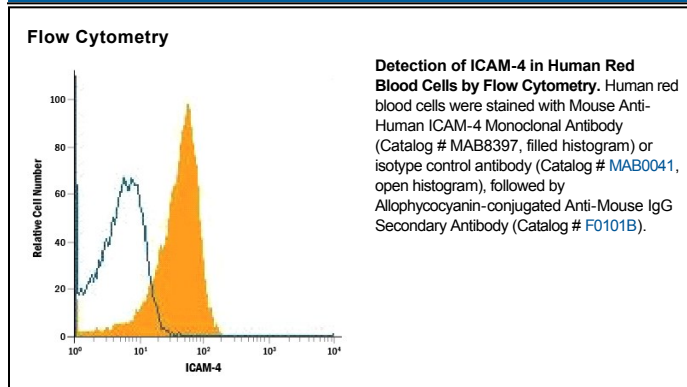 Flow Cytometry
Detection of ICAM-4 in Human Red
Blood Cells by Flow Cytometry. Human red
blood cells were stained with Mouse Anti-
Human ICAM-4 Monoclonal Antibody
(Catalog # MAB8397, filled histogram) or
isotype control antibody (Catalog # MAB0041,
open histogram), followed by
Allophycocyanin-conjugated Anti-Mouse IgG
Secondary Antibody (Catalog # F0101B).
Relative Cell Number
100
80
60
40
20
0
10⁰ 10¹ 10² 10³ 10⁴
ICAM-4